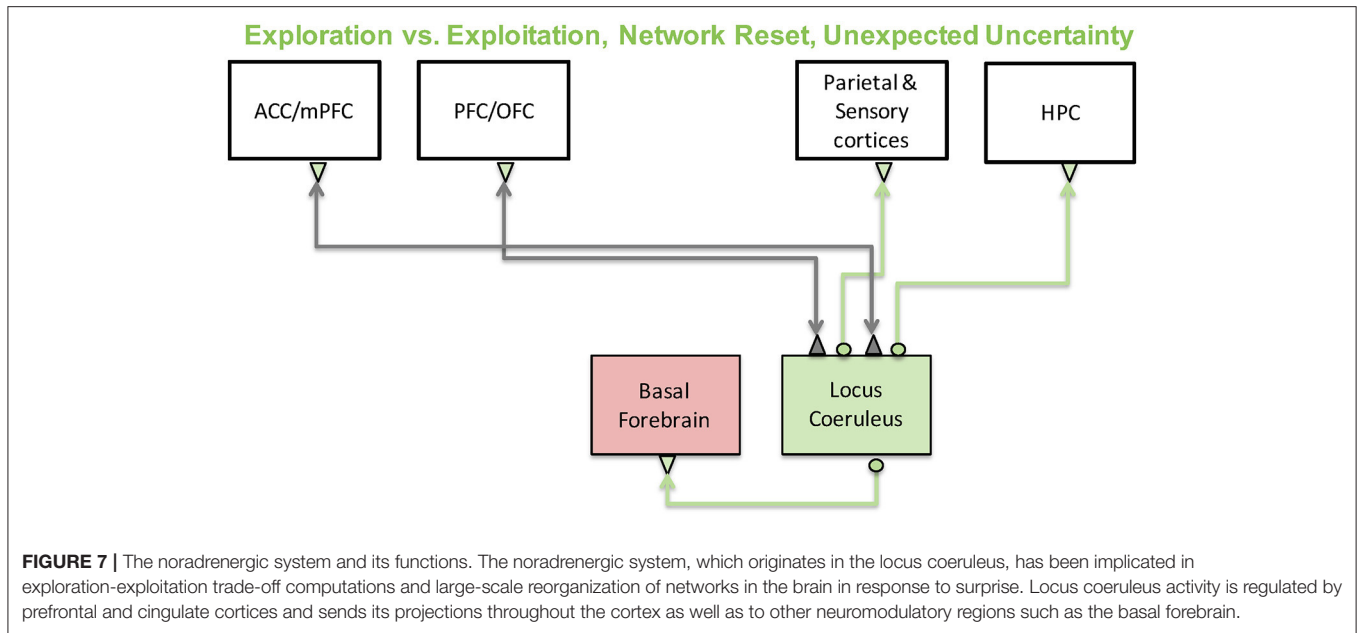 Exploration vs. Exploitation, Network Reset, Unexpected Uncertainty
ACC/mPFC
PFC/OFC
Parietal &
Sensory
cortices
HPC
Basal
Forebrain
Locus
Coeruleus
FIGURE 7 | The noradrenergic system and its functions. The noradrenergic system, which originates in the locus coeruleus, has been implicated in
exploration-exploitation trade-off computations and large-scale reorganization of networks in the brain in response to surprise. Locus coeruleus activity is regulated by
prefrontal and cingulate cortices and sends its projections throughout the cortex as well as to other neuromodulatory regions such as the basal forebrain.